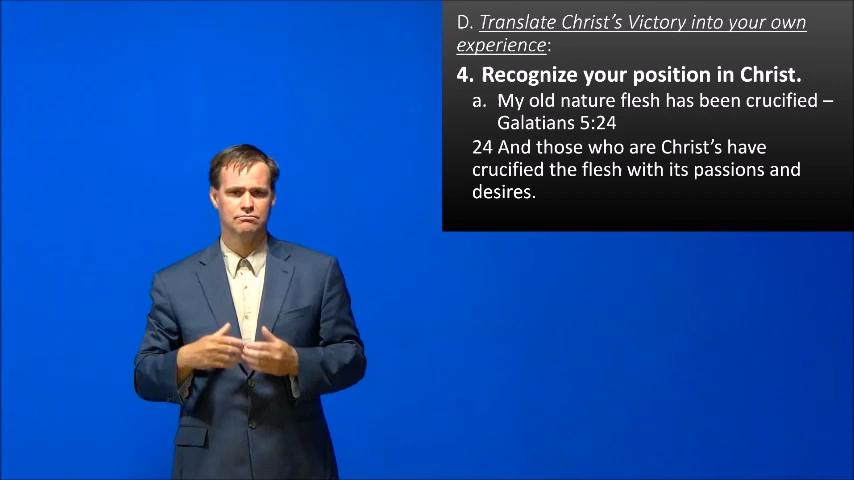 D. Translate Christ's Victory into your own
experience:
4. Recognize your position in Christ.
a. My old nature flesh has been crucified –
Galatians 5:24
24 And those who are Christ's have
crucified the flesh with its passions and
desires.